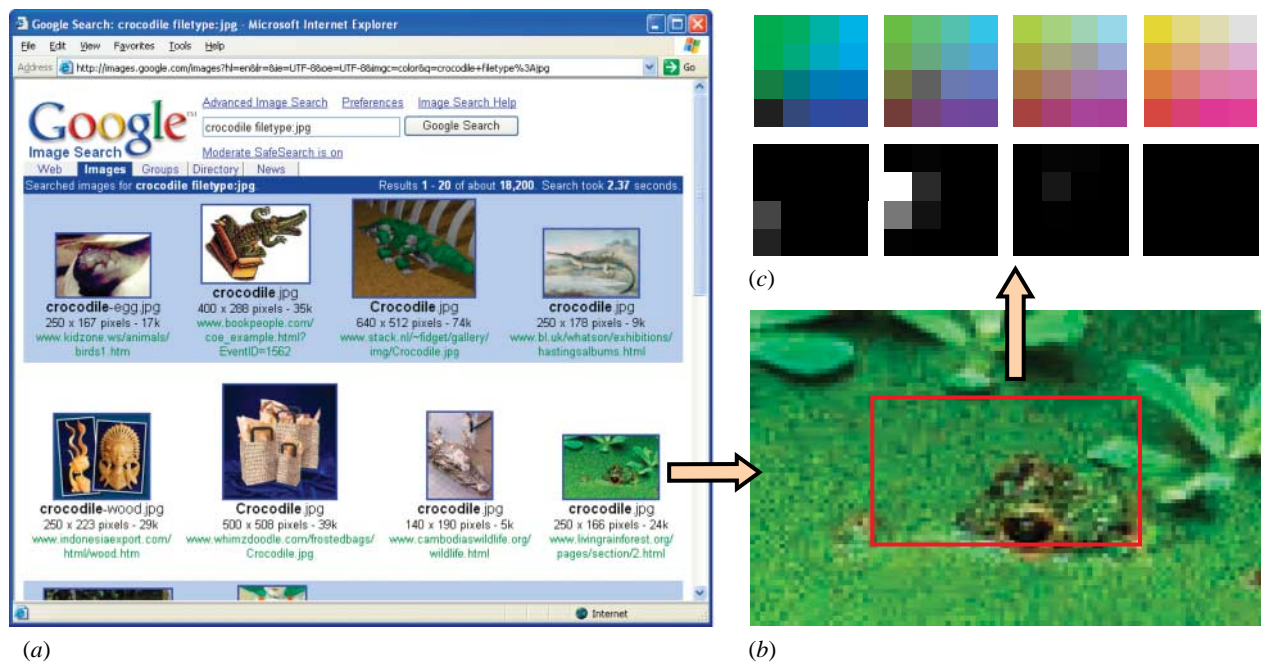 Google Search: crocodile filetype:jpg - Microsoft Internet Explorer
File Edit View Favorites Tools Help
Address http://images.google.com/images?hl=en&lr=&ie=UTF-8&oe=UTF-8&imgc=color&q=crocodile+filetype%3Ajpg Go
Advanced Image Search Preferences Image Search Help
Google TM
crocodile filetype:jpg Google Search
Image Search
Moderate SafeSearch is on
Web Images Groups Directory News
Searched images for crocodile filetype:jpg. Results 1 - 20 of about 18,200. Search took 2.37 seconds.
crocodile-egg.jpg
250 x 167 pixels - 17k
www.kidzone.ws/animals/
birds1.htm
crocodile.jpg
400 x 288 pixels - 35k
www.bookpeople.com/
coe_example.html?
EventID=1562
Crocodile.jpg
640 x 512 pixels - 74k
www.stack.nl/~fidget/gallery/
img/Crocodile.jpg
crocodile.jpg
250 x 178 pixels - 9k
www.bl.uk/whatson/exhibitions/
hastingsalbums.html
crocodile-wood.jpg
250 x 223 pixels - 29k
www.indonesiaexport.com/
html/wood.htm
Crocodile.jpg
500 x 508 pixels - 39k
www.whimzdoodle.com/frostedbags/
Crocodile.jpg
crocodile.jpg
140 x 190 pixels - 5k
www.cambodiaswildlife.org/
wildlife.html
crocodile.jpg
250 x 166 pixels - 24k
www.livingrainforest.org/
pages/section/2.html
Internet
(a)
(c)
(b)